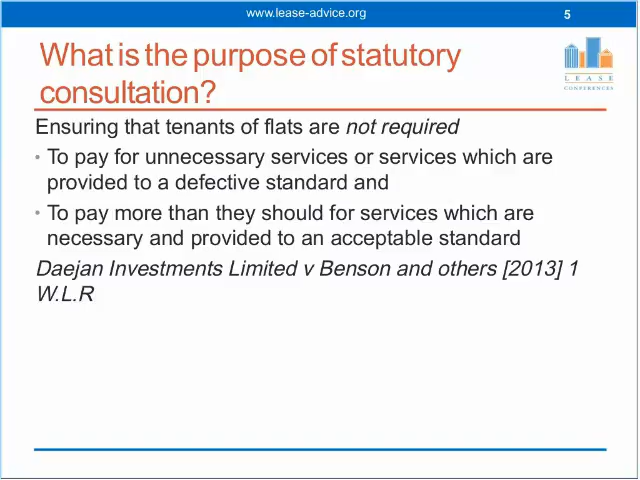 www.lease-advice.org
5
What is the purpose of statutory
consultation?
LEASE
CONFERENCES
Ensuring that tenants of flats are not required
• To pay for unnecessary services or services which are
provided to a defective standard and
• To pay more than they should for services which are
necessary and provided to an acceptable standard
Daejan Investments Limited v Benson and others [2013] 1
W.L.R